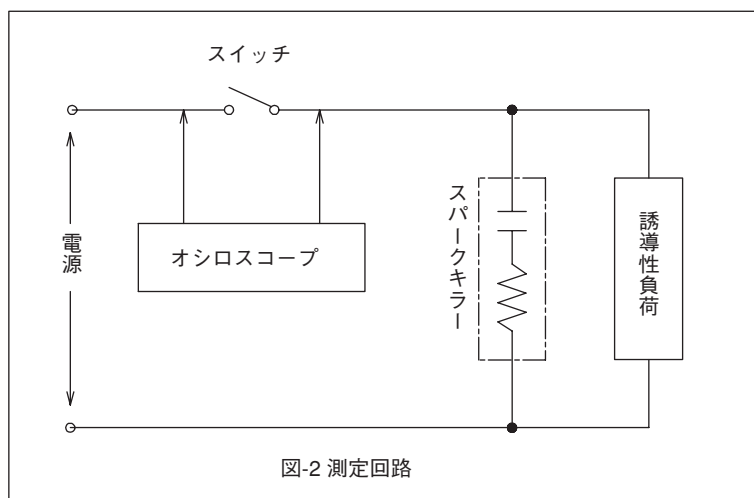 スイッチ
電源
オシロスコープ
スパークキラー
誘導性負荷
図-2 測定回路